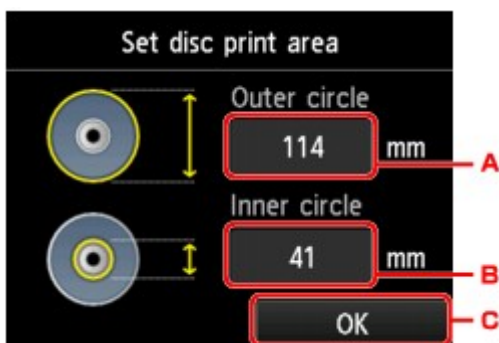 Set disc print area
Outer circle
114 mm
A
Inner circle
41 mm
B
OK
C